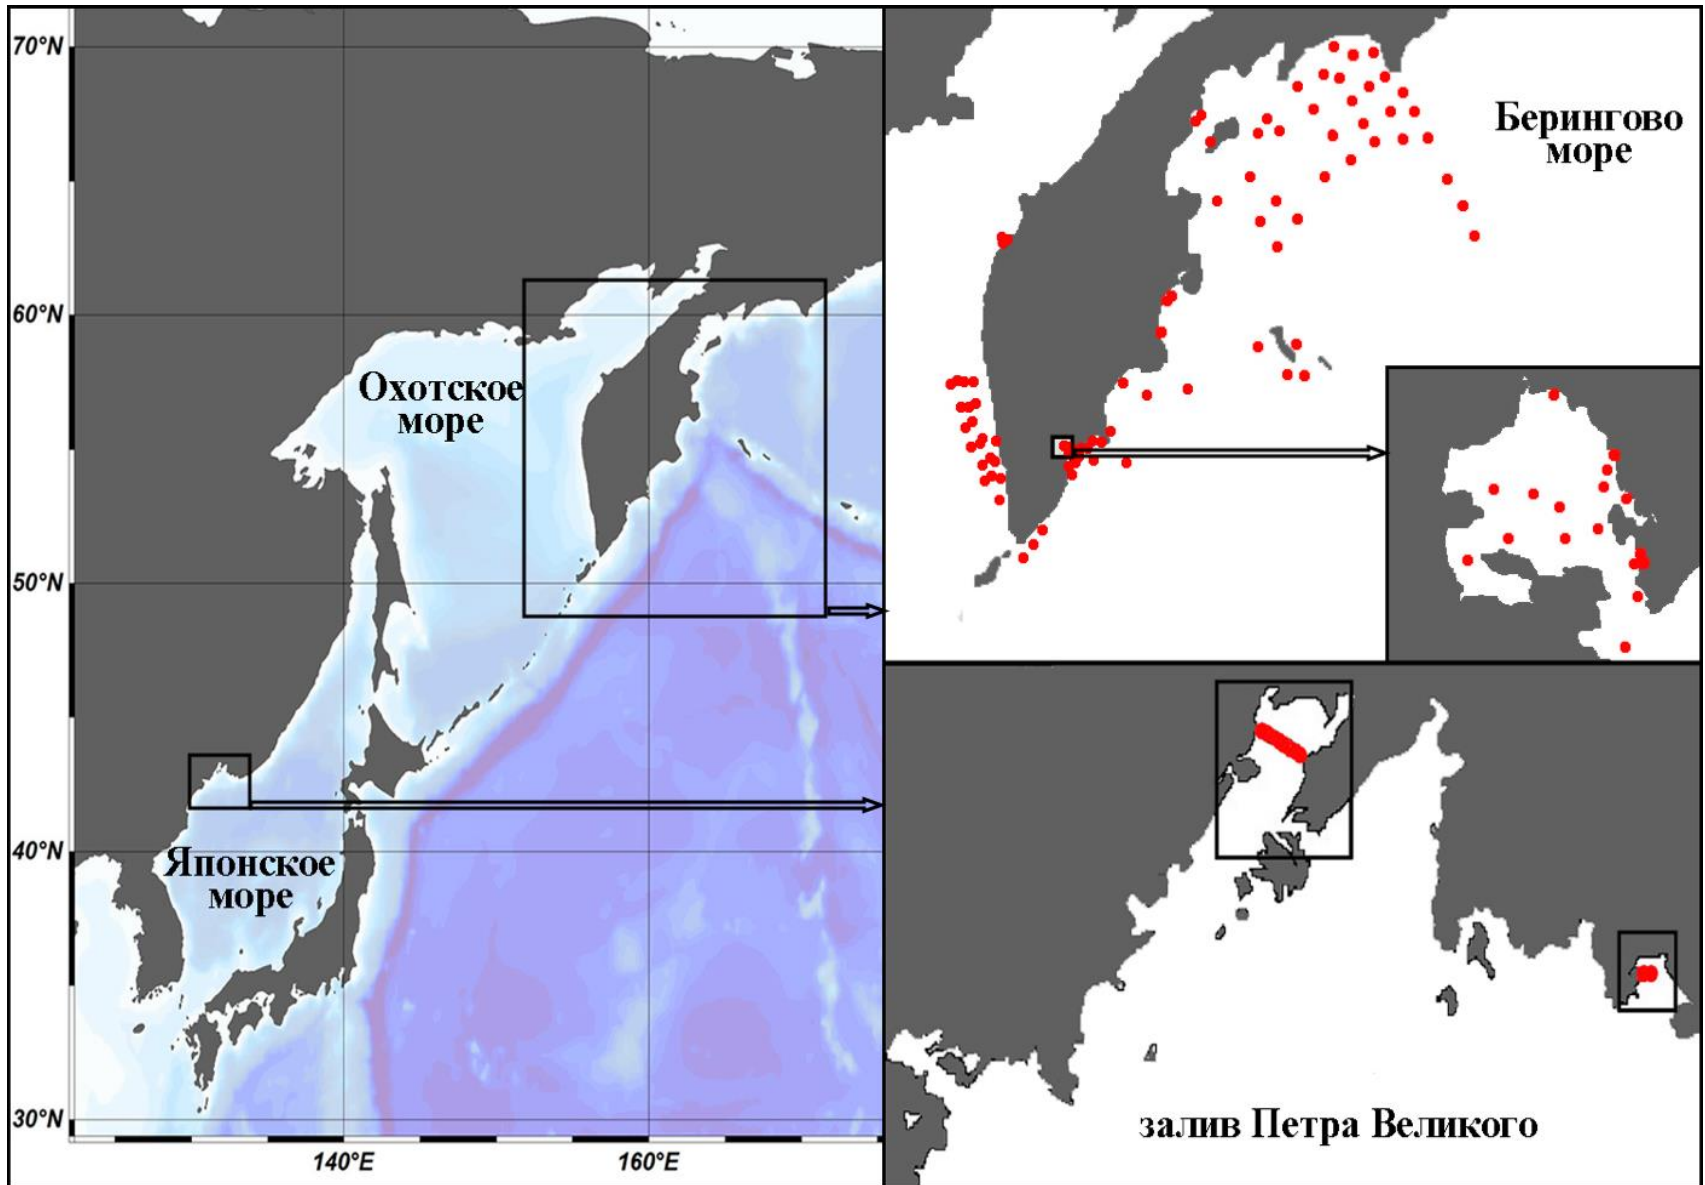 70°N
60°N
50°N
40°N
30°N
140°E
160°E
Охотское
море
Японское
море
Берингово
море
залив Петра Великого